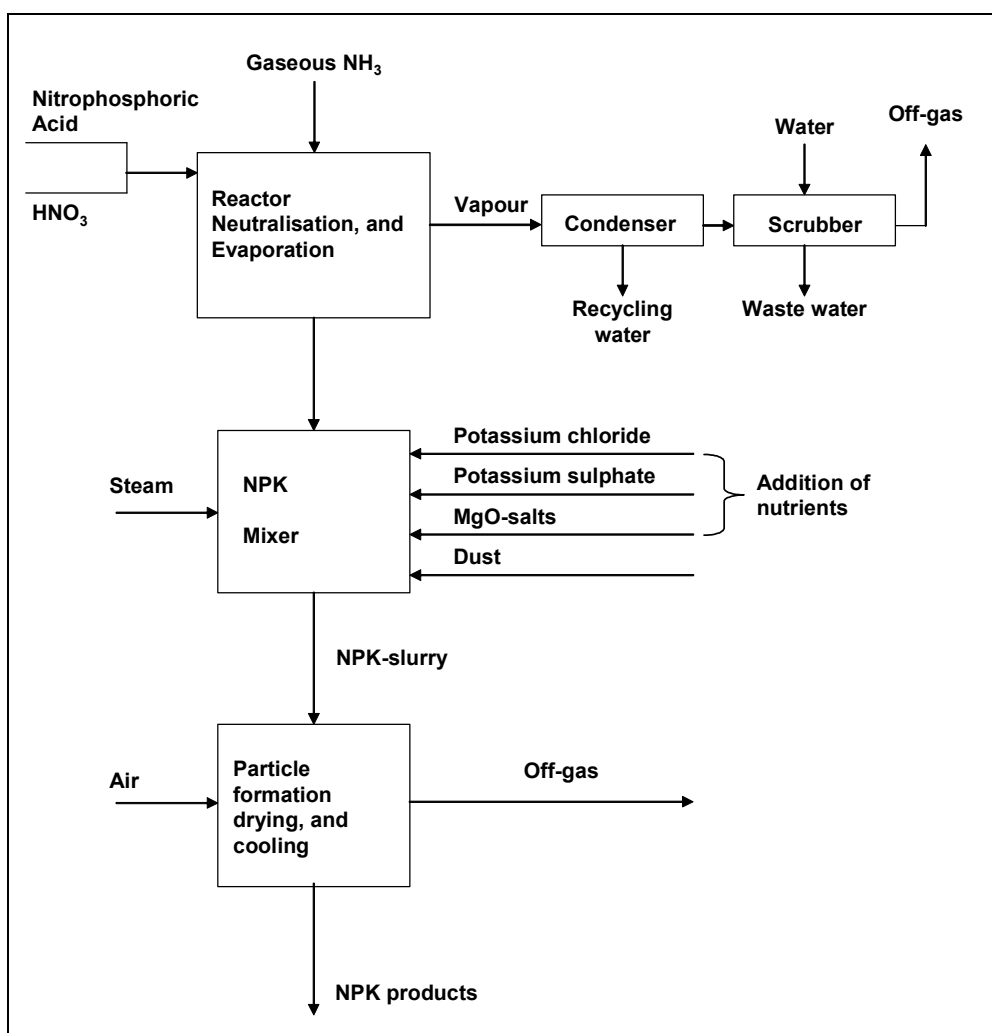 Gaseous NH₃
Nitrophosphoric
Acid
HNO₃
Reactor
Neutralisation, and
Evaporation
Vapour
Condenser
Recycling
water
Water
Scrubber
Waste water
Off-gas
Steam
NPK
Mixer
Potassium chloride
Potassium sulphate
MgO-salts
Dust
Addition of
nutrients
NPK-slurry
Air
Particle
formation
drying, and
cooling
Off-gas
NPK products